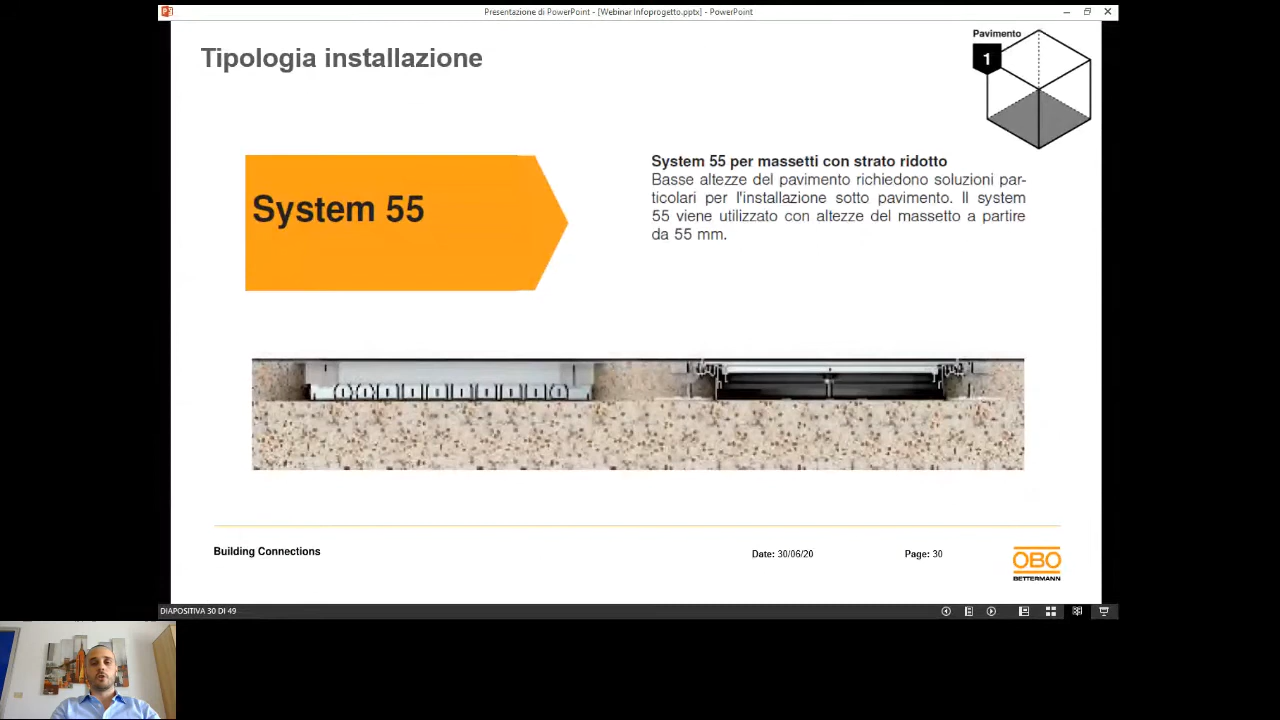 Presentazione di PowerPoint - [Webinar Infoprogetto.pptx] - PowerPoint
Tipologia installazione
Pavimento
1
System 55
System 55 per massetti con strato ridotto
Basse altezze del pavimento richiedono soluzioni par-
ticolari per l'installazione sotto pavimento. Il system
55 viene utilizzato con altezze del massetto a partire
da 55 mm.
Building Connections
Date: 30/06/20
Page: 30
OBO
BETTERMANN
DIAPOSITIVA 30 DI 49